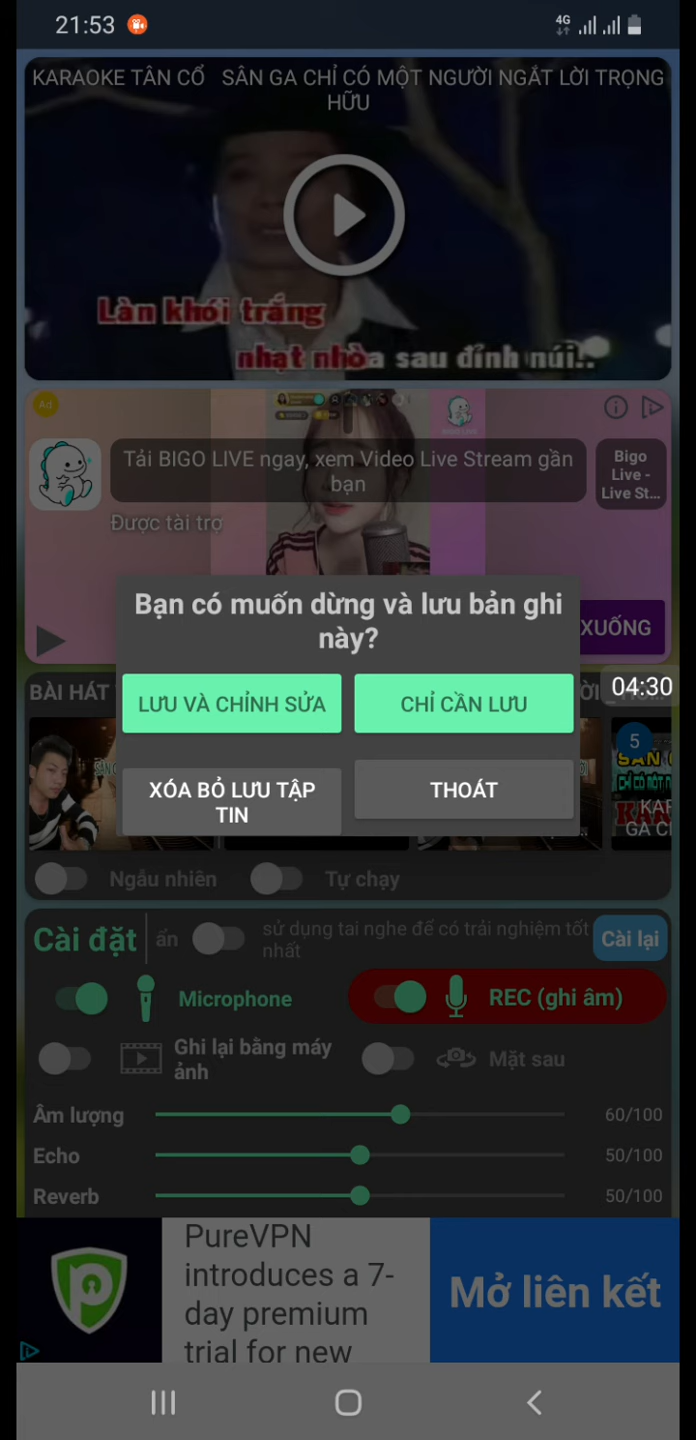 21:53
4G
KARAOKE TÂN CỔ SÂN GA CHỈ CÓ MỘT NGƯỜI NGẮT LỜI TRỌNG
HỮU
Làn khói trắng
nhạt nhòa sau đỉnh núi..
Ad
Tải BIGO LIVE ngay, xem Video Live Stream gần
bạn
Bigo
Live -
Live St...
Được tài trợ
Bạn có muốn dừng và lưu bản ghi
này?
XUỐNG
LƯU VÀ CHỈNH SỬA
CHỈ CẦN LƯU
XÓA BỎ LƯU TẬP
TIN
THOÁT
BÀI HÁT
04:30
5
KAR
GA CH
Ngẫu nhiên
Tự chạy
Cài đặt
ẩn
sử dụng tai nghe để có trải nghiệm tốt
nhất
Cài lại
Microphone
REC (ghi âm)
Ghi lại bằng máy
ảnh
Mặt sau
Âm lượng
60/100
Echo
50/100
Reverb
50/100
PureVPN
introduces a 7-
day premium
trial for new
Mở liên kết